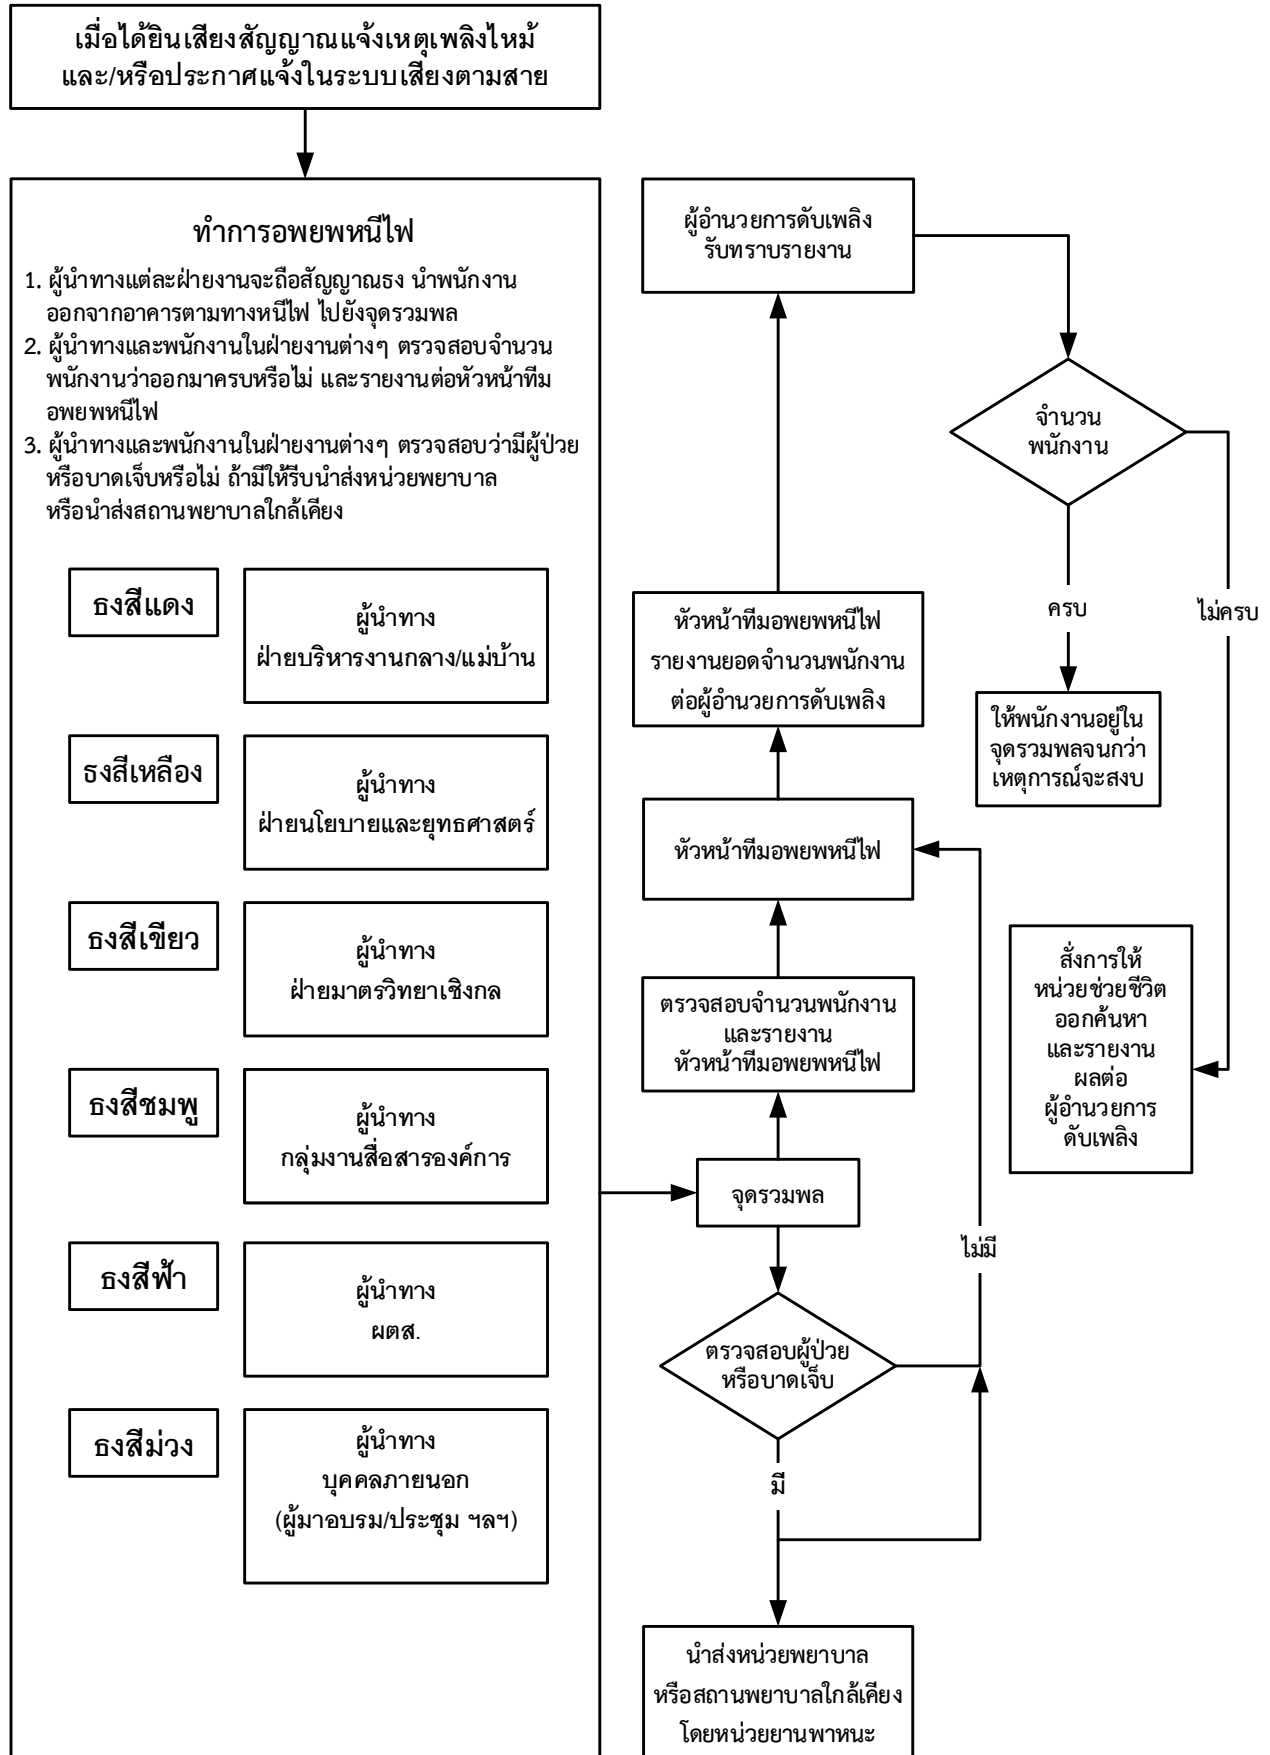 เมื่อได้ยินเสียงสัญญาณแจ้งเหตุเพลิงไหม้
และ/หรือประกาศแจ้งในระบบเสียงตามสาย
ทำการอพยพหนีไฟ
1. ผู้นำทางแต่ละฝ่ายงานจะถือสัญญาณธง นำพนักงาน
ออกจากอาคารตามทางหนีไฟ ไปยังจุดรวมพล
2. ผู้นำทางและพนักงานในฝ่ายงานต่างๆ ตรวจสอบจำนวน
พนักงานว่าออกมาครบหรือไม่ และรายงานต่อหัวหน้าทีม
อพยพหนีไฟ
3. ผู้นำทางและพนักงานในฝ่ายงานต่างๆ ตรวจสอบว่ามีผู้ป่วย
หรือบาดเจ็บหรือไม่ ถ้ามีให้รีบนำส่งหน่วยพยาบาล
หรือนำส่งสถานพยาบาลใกล้เคียง
ธงสีแดง
ผู้นำทาง
ฝ่ายบริหารงานกลาง/แม่บ้าน
ธงสีเหลือง
ผู้นำทาง
ฝ่ายนโยบายและยุทธศาสตร์
ธงสีเขียว
ผู้นำทาง
ฝ่ายมาตรวิทยาเชิงกล
ธงสีชมพู
ผู้นำทาง
กลุ่มงานสื่อสารองค์การ
ธงสีฟ้า
ผู้นำทาง
ผตส.
ธงสีม่วง
ผู้นำทาง
บุคคลภายนอก
(ผู้มาอบรม/ประชุม ฯลฯ)
ผู้อำนวยการดับเพลิง
รับทราบรายงาน
จำนวน
พนักงาน
ครบ
ไม่ครบ
หัวหน้าทีมอพยพหนีไฟ
รายงานยอดจำนวนพนักงาน
ต่อผู้อำนวยการดับเพลิง
ให้พนักงานอยู่ใน
จุดรวมพลจนกว่า
เหตุการณ์จะสงบ
หัวหน้าทีมอพยพหนีไฟ
สั่งการให้
หน่วยช่วยชีวิต
ออกค้นหา
และรายงาน
ผลต่อ
ผู้อำนวยการ
ดับเพลิง
ตรวจสอบจำนวนพนักงาน
และรายงาน
หัวหน้าทีมอพยพหนีไฟ
จุดรวมพล
ไม่มี
ตรวจสอบผู้ป่วย
หรือบาดเจ็บ
มี
นำส่งหน่วยพยาบาล
หรือสถานพยาบาลใกล้เคียง
โดยหน่วยยานพาหนะ